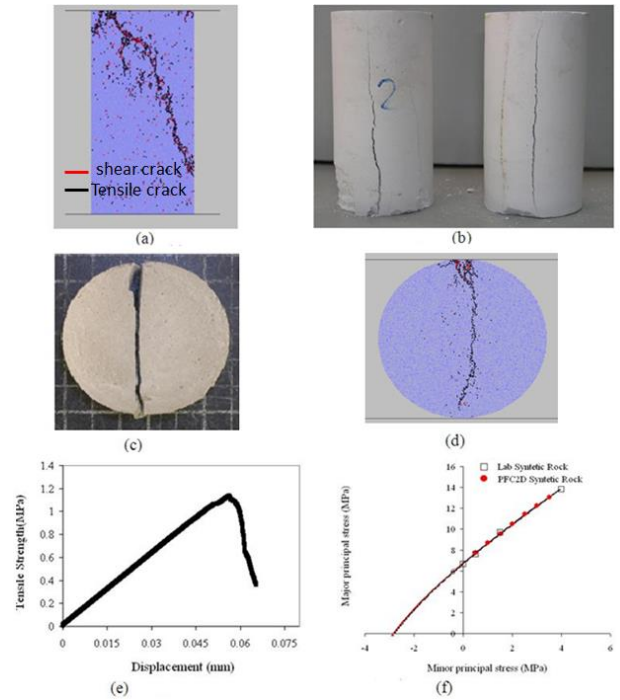 shear crack
Tensile crack
(a)
2
(b)
(c)
(d)
1.4
1.2
1
0.8
0.6
0.4
0.2
0
0
0.015
0.03
0.045
0.06
0.075
Tensile Strength(MPa)
Displacement (mm)
(e)
Lab Syntetic Rock
PFC2D Syntetic Rock
16
14
12
10
8
6
4
2
0
-4
-2
0
2
4
6
Major principal stress (MPa)
Minor principal stress (MPa)
(f)